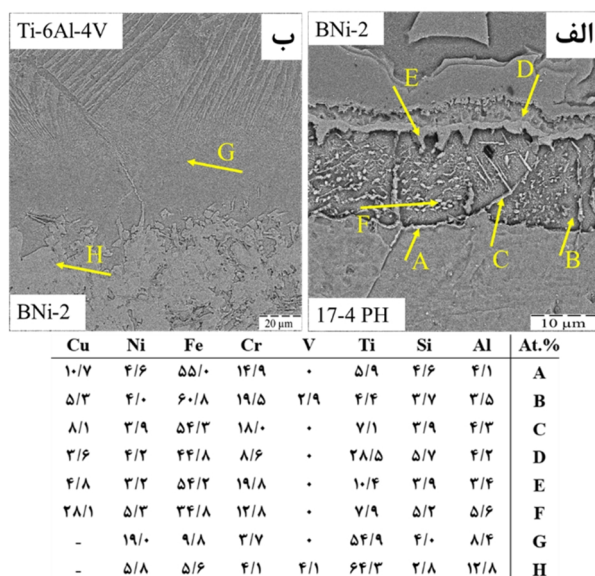 Ti-6Al-4V
ب
G
H
BNi-2
20 μm
BNi-2
الف
E
D
F
A
C
B
17-4 PH
10 μm
Cu Ni Fe Cr V Ti Si Al At.%
۱۰/۷ ۴/۶ ۵۵/۰ ۱۴/۹ ۰ ۵/۹ ۴/۶ ۴/۱ A
۵/۳ ۴/۰ ۶۰/۸ ۱۹/۵ ۲/۹ ۴/۴ ۳/۷ ۳/۵ B
۸/۱ ۳/۹ ۵۴/۳ ۱۸/۰ ۰ ۷/۱ ۳/۹ ۴/۳ C
۳/۶ ۴/۲ ۴۴/۸ ۸/۶ ۰ ۲۸/۵ ۵/۷ ۴/۲ D
۴/۸ ۳/۲ ۵۴/۲ ۱۹/۸ ۰ ۱۰/۴ ۳/۹ ۳/۴ E
۲۸/۱ ۵/۳ ۳۴/۸ ۱۲/۸ ۰ ۷/۹ ۵/۲ ۵/۶ F
- ۱۹/۰ ۹/۸ ۳/۷ ۰ ۵۴/۹ ۴/۰ ۸/۴ G
- ۵/۸ ۵/۶ ۴/۱ ۴/۱ ۶۴/۳ ۲/۸ ۱۲/۸ H